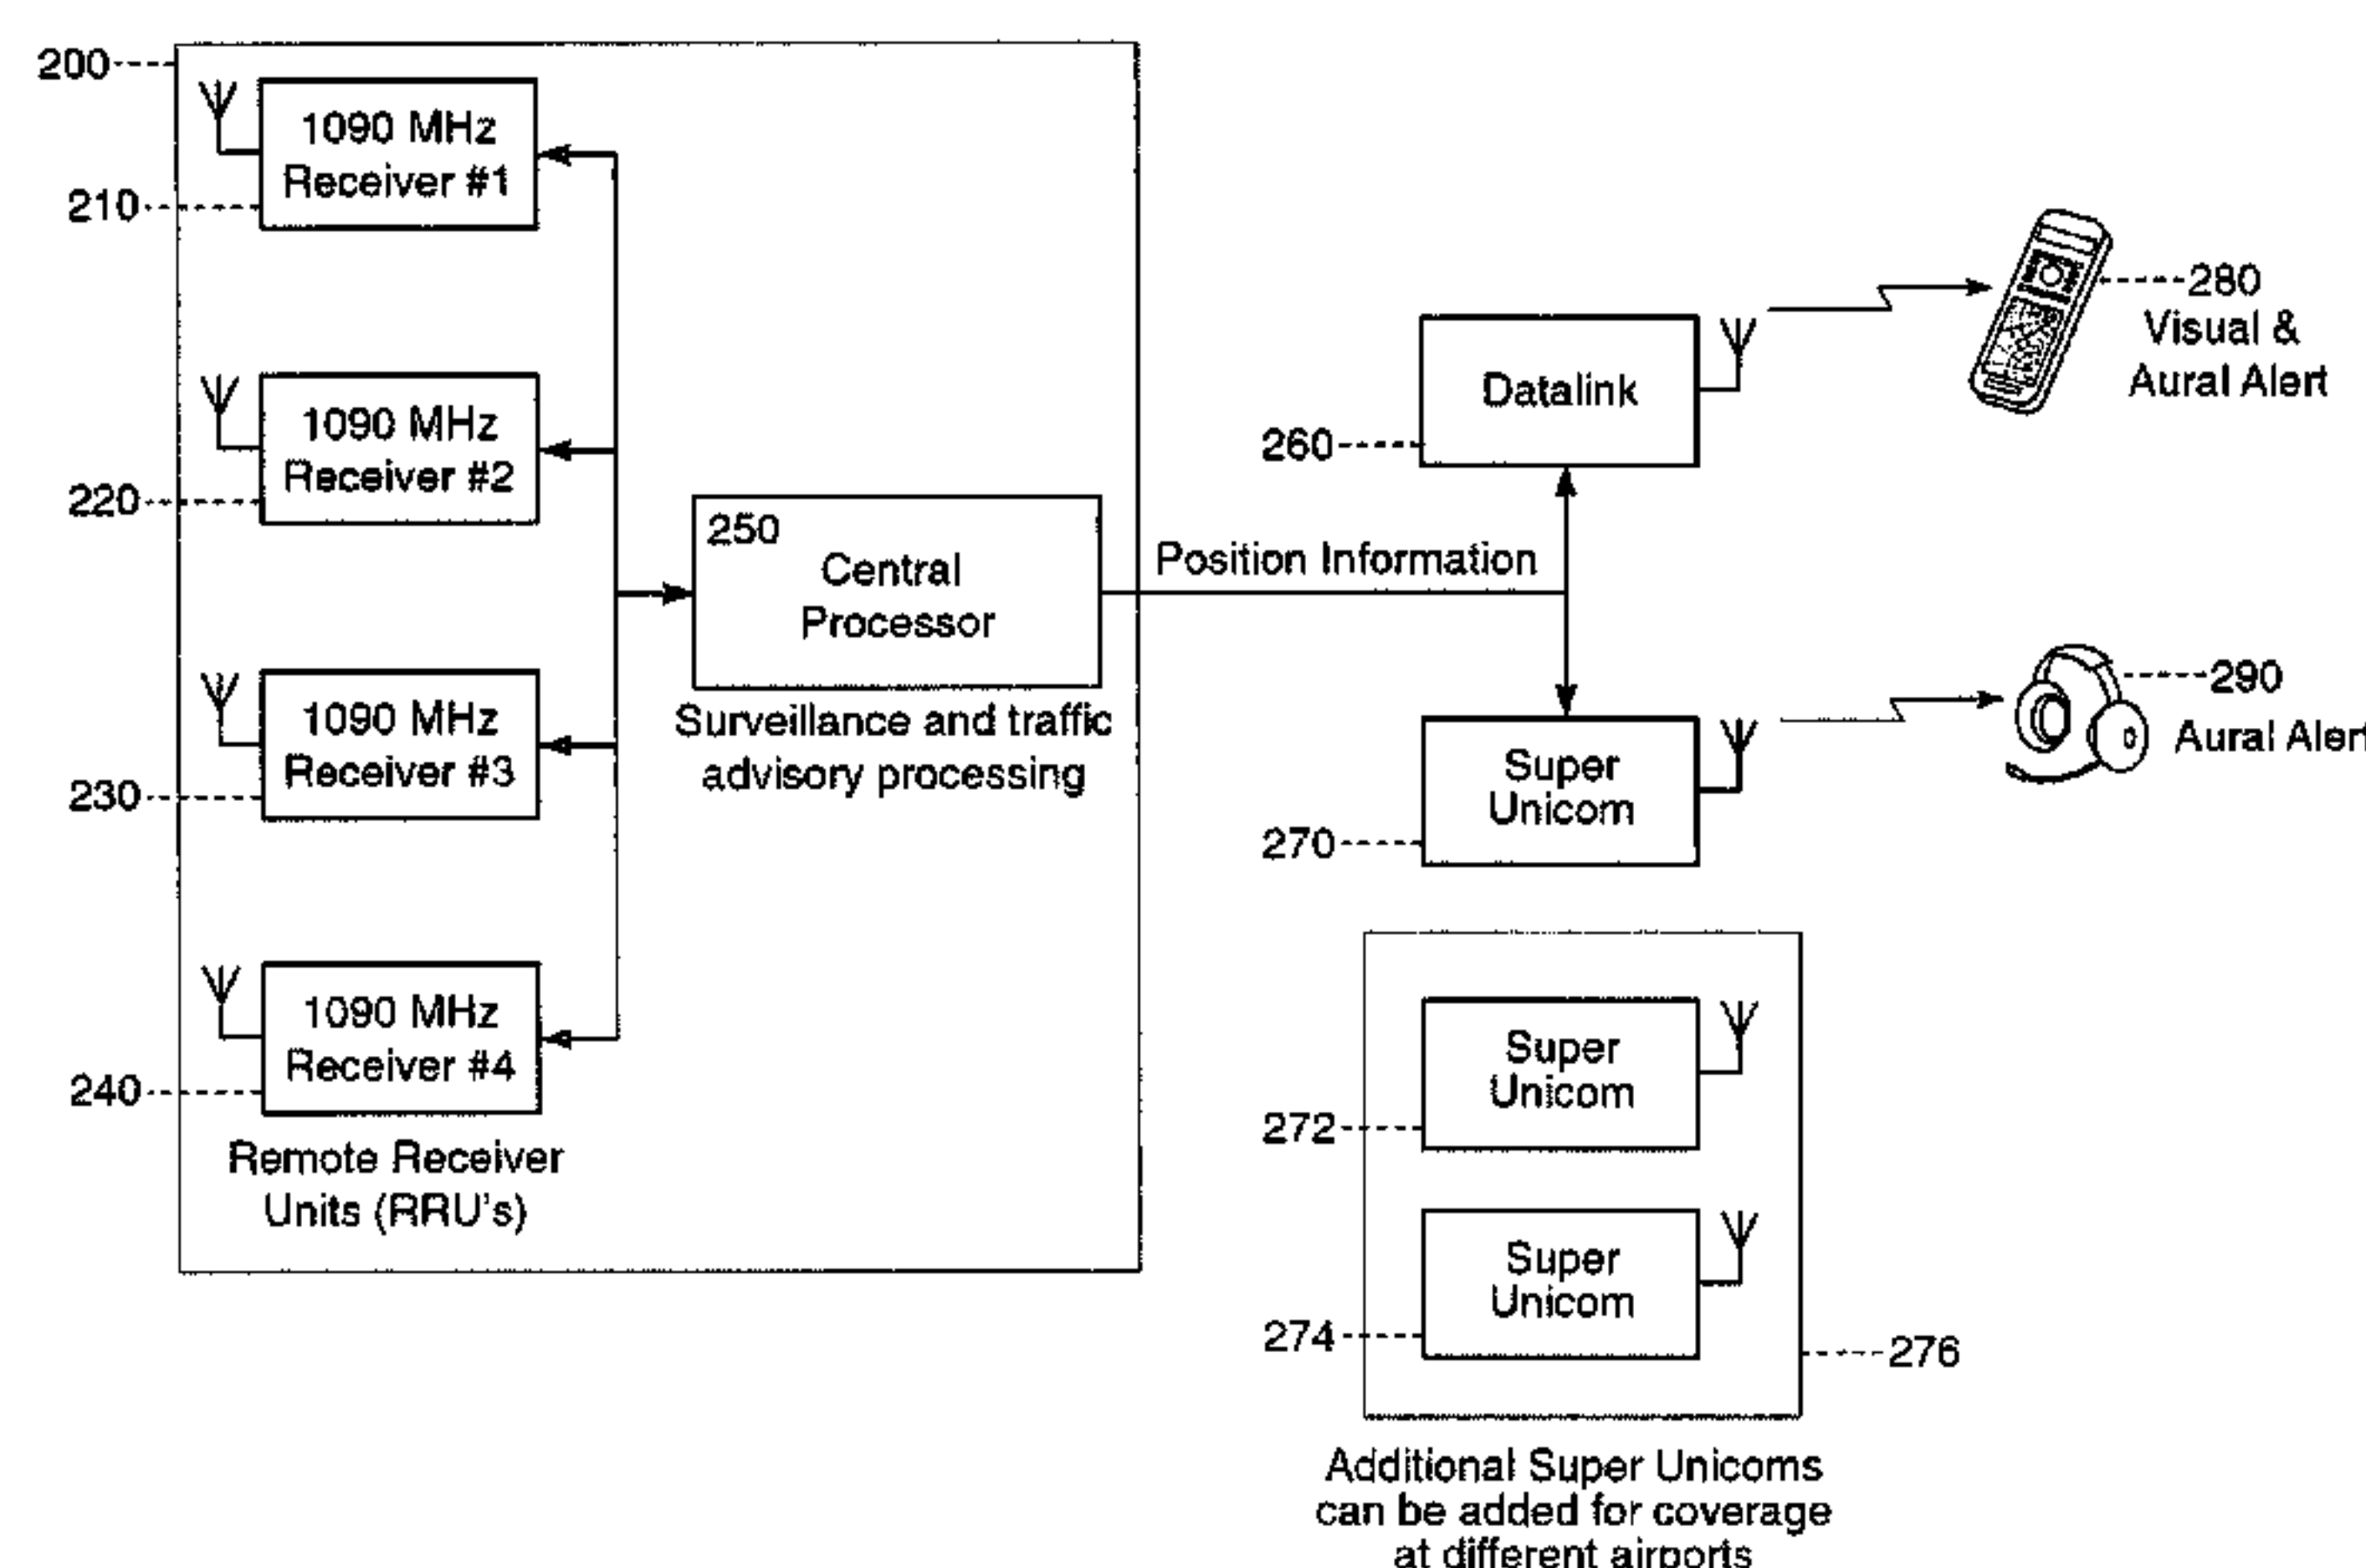 200
1090 MHz
Receiver #1
210
1090 MHz
Receiver #2
220
1090 MHz
Receiver #3
230
1090 MHz
Receiver #4
240
Remote Receiver
Units (RRU's)
250
Central
Processor
Surveillance and traffic
advisory processing
Position Information
Datalink
260
280
Visual &
Aural Alert
Super
Unicom
270
290
Aural Alert
Super
Unicom
272
Super
Unicom
274
276
Additional Super Unicoms
can be added for coverage
at different airports